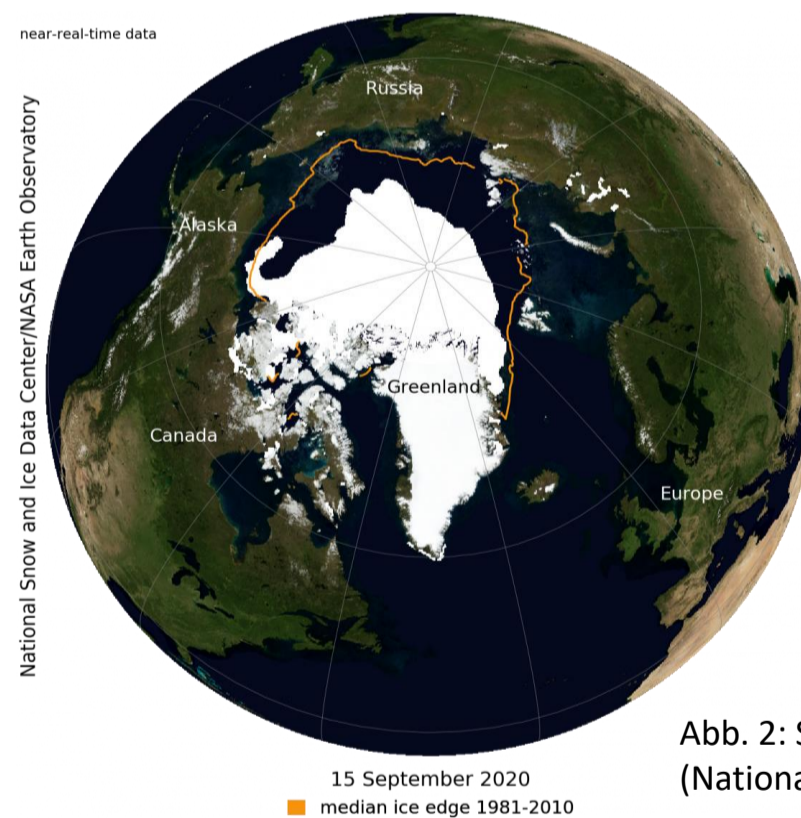 near-real-time data
National Snow and Ice Data Center/NASA Earth Observatory
Russia
Alaska
Greenland
Canada
Europe
15 September 2020
median ice edge 1981-2010
Abb. 2: